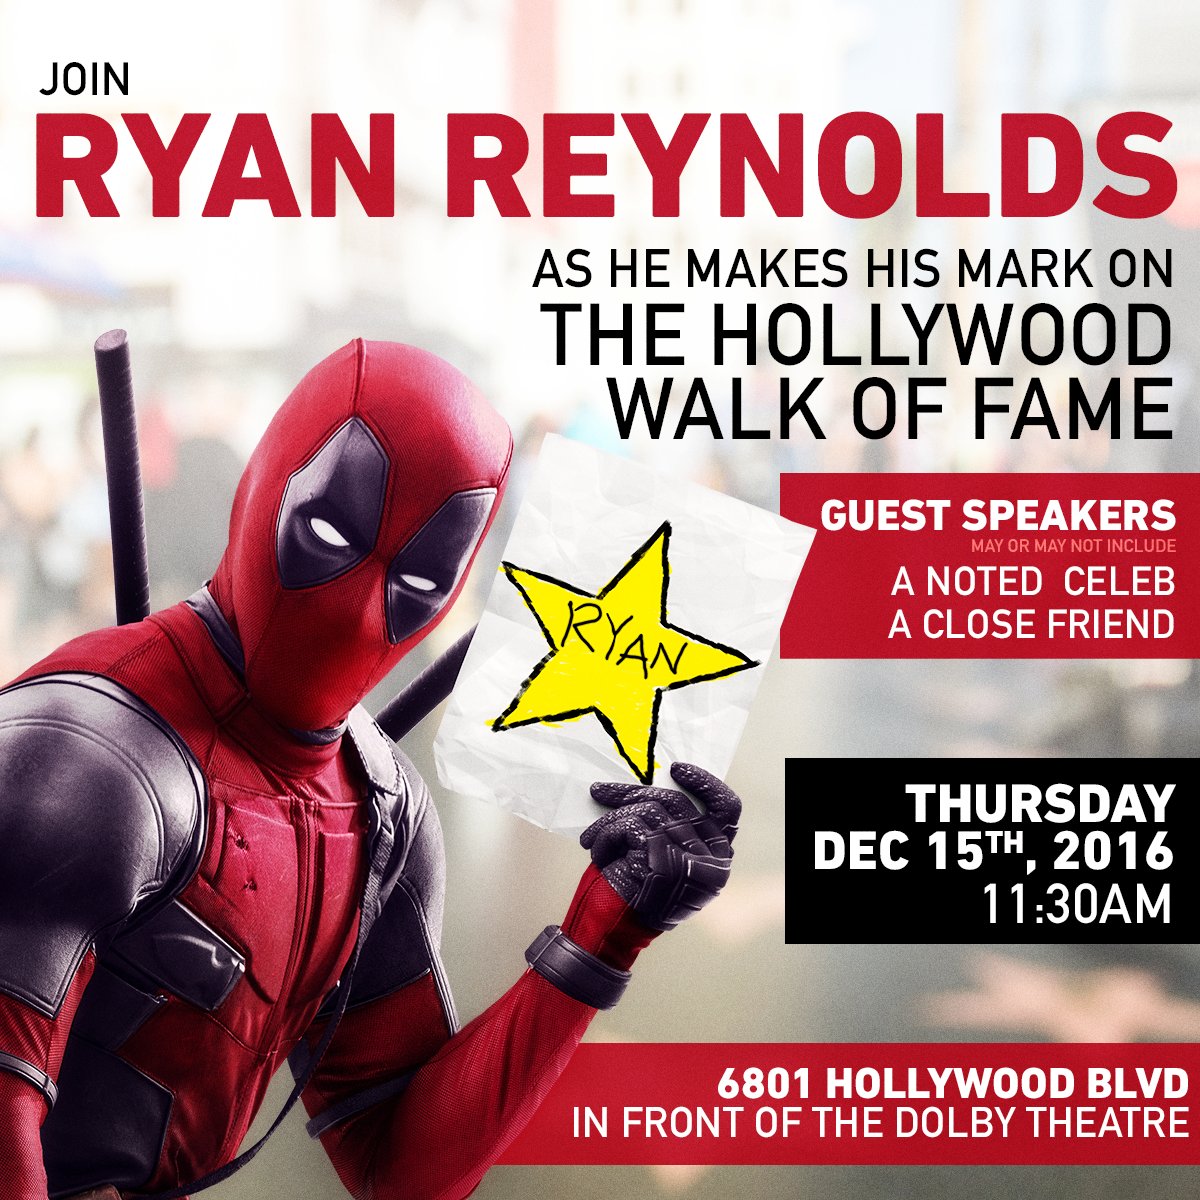 JOIN
RYAN REYNOLDS
AS HE MAKES HIS MARK ON
THE HOLLYWOOD
WALK OF FAME
GUEST SPEAKERS
MAY OR MAY NOT INCLUDE
A NOTED CELEB
A CLOSE FRIEND
RYAN
THURSDAY
DEC 15TH, 2016
11:30AM
6801 HOLLYWOOD BLVD
IN FRONT OF THE DOLBY THEATRE